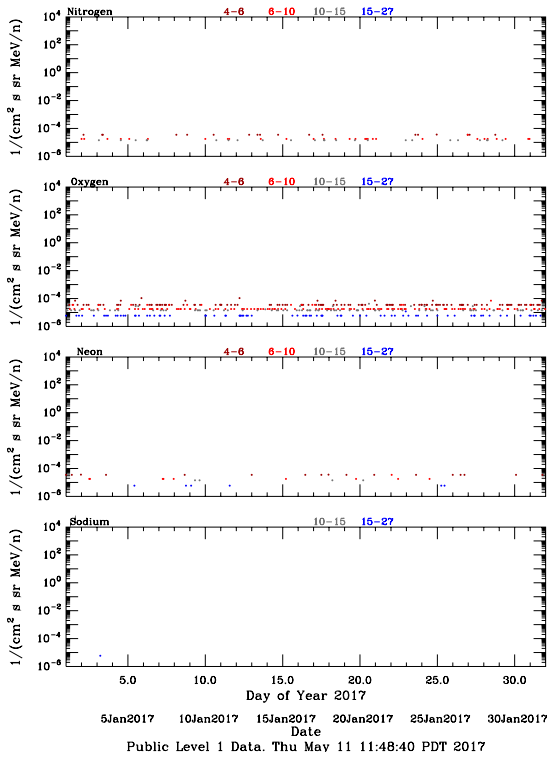 Nitrogen 4-6 6-10 10-15 15-27
10⁴
10²
10⁰
10⁻²
10⁻⁴
10⁻⁶
1/(cm² s sr MeV/n)
Oxygen 4-6 6-10 10-15 15-27
10⁴
10²
10⁰
10⁻²
10⁻⁴
10⁻⁶
1/(cm² s sr MeV/n)
Neon 4-6 6-10 10-15 15-27
10⁴
10²
10⁰
10⁻²
10⁻⁴
10⁻⁶
1/(cm² s sr MeV/n)
Sodium 10-15 15-27
10⁴
10²
10⁰
10⁻²
10⁻⁴
10⁻⁶
1/(cm² s sr MeV/n)
5.0 10.0 15.0 20.0 25.0 30.0
Day of Year 2017
5Jan2017 10Jan2017 15Jan2017 20Jan2017 25Jan2017 30Jan2017
Date
Public Level 1 Data. Thu May 11 11:48:40 PDT 2017